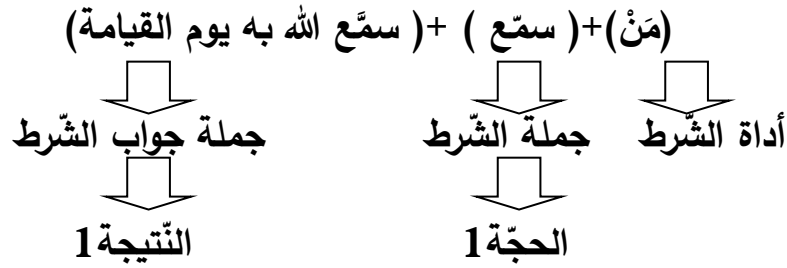 (مَنْ)+( سمّع ) +( سمَّع الله به يوم القيامة)
أداة الشّرط جملة الشّرط جملة جواب الشّرط
الحجّة1 النّتيجة1